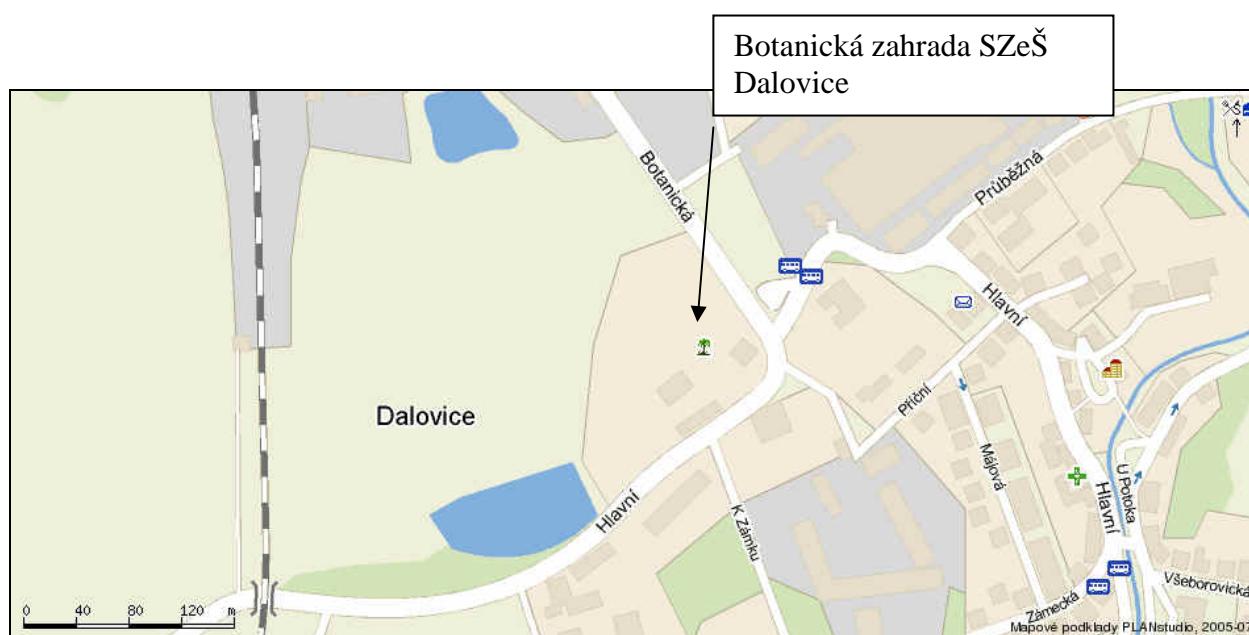 Botanická zahrada SZeŠ
Dalovice
Botanická
Průběžná
Hlavní
Dalovice
Příční
Májová
Hlavní
K Zámku
Hlavní
U Potoka
Všeborovická
Zámecká
0 40 80 120 m
Mapové podklady PLANstudio, 2005-07